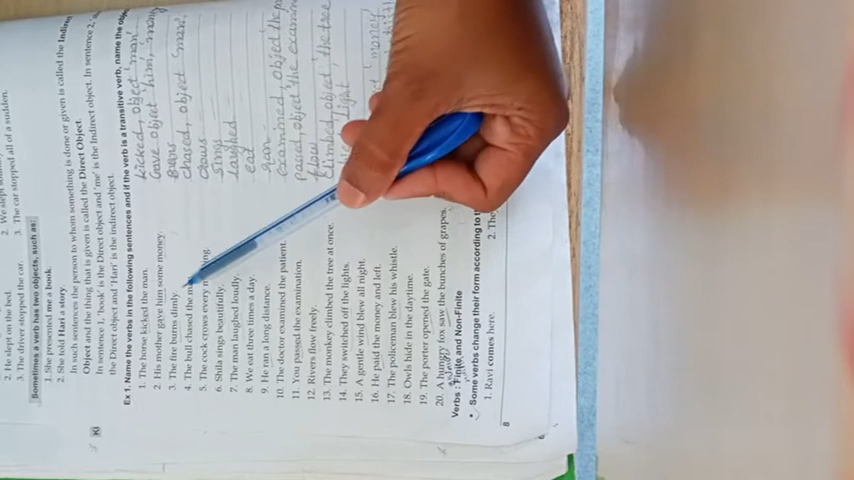 2. He slept on the bed.
2. We slept
3. The driver stopped the car.
3. The car stopped all of a sudden.
Sometimes a verb has two objects, such as:
1. She presented me a book.
2. She told Hari a story.
In such sentences the person to whom something is done or given is called the Indirect
Object and the thing that is given is called the Direct Object.
In sentence 1, 'book' is the Direct object and 'me' is the Indirect object. In sentence 2,
the Direct object and 'Hari' is the indirect object.
Ex 1. Name the verbs in the following sentences and if the verb is a transitive verb, name the
1. The horse kicked the man. kicked, object 'man'
2. His mother gave him some money. Gave object 'him,
3. The fire burns dimly. Burns
4. The bull chased the chased, object 'man'.
5. The cock crows every crows
6. Shila sings beautifully. Sings
7. The man laughed loudly. laughed
8. We eat three times a day. eat
9. He ran a long distance.
10. The doctor examined the patient. examined, object the
11. You passed the examination. passed, object 'the
12. Rivers flow freely. flow
13. The monkey climbed the tree at once. Climbed, object, 'the tree
14. They switched off the lights. light
15. A gentle wind blew all night.
16. He paid the money and left. money
17. The policeman blew his whistle.
18. Owls hide in the daytime.
19. The porter opened the gate.
20. A hungry fox saw the bunches of grapes.
Verbs : Finite and Non-Finite
Some verbs change their form according to
1. Ravi comes here.
2. They
8